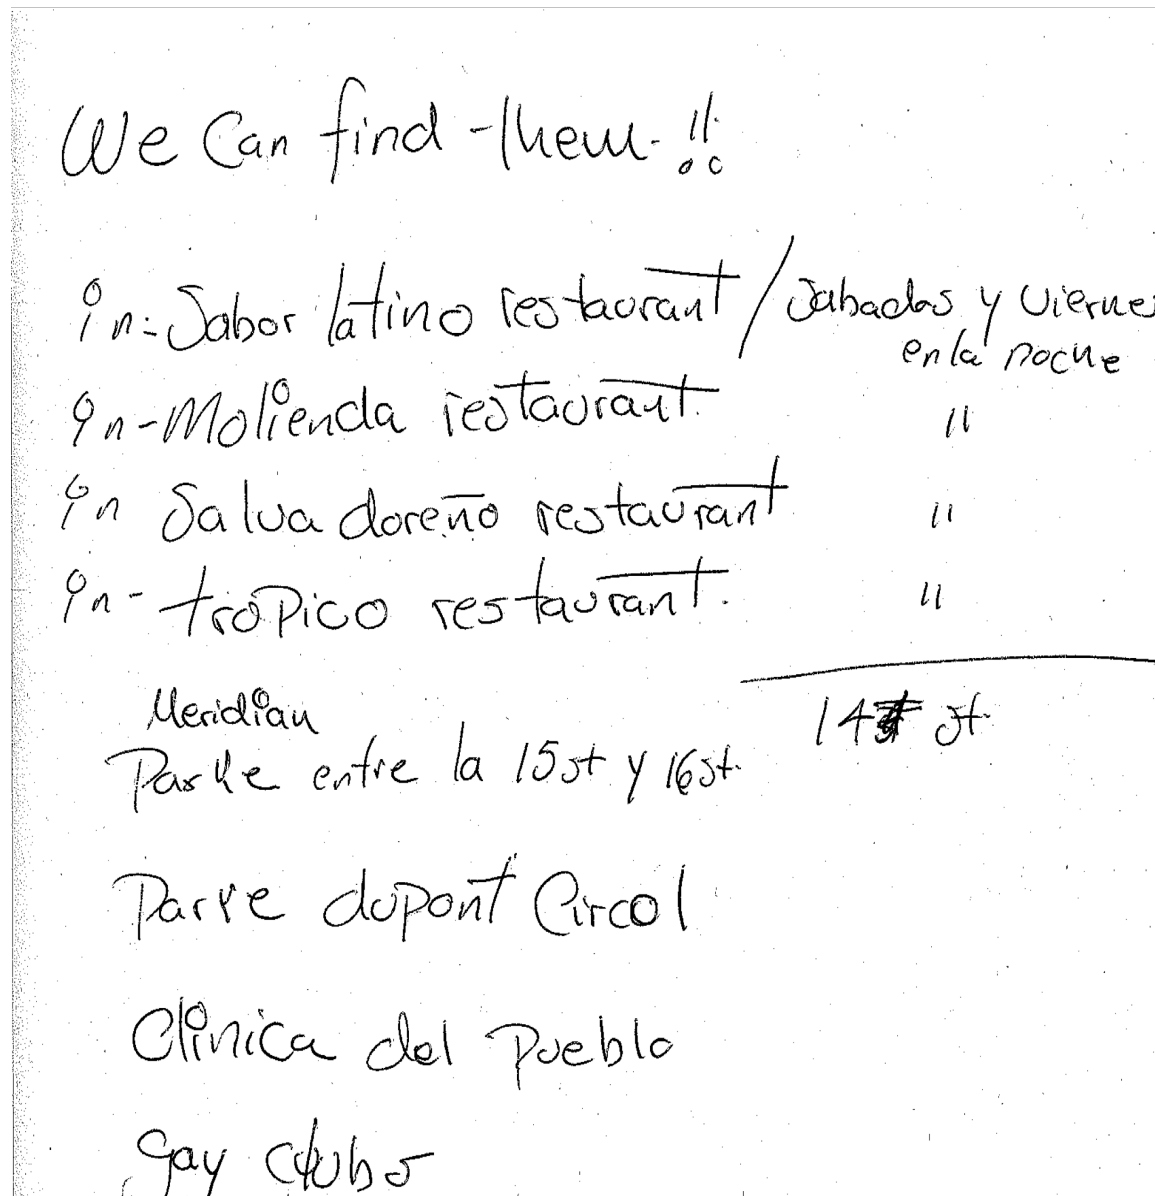 We Can find them !!
in: Sabor latino restaurant / Sabados y Viernes
en la noche
in - Molienda restaurant. "
in Salvadoreño restaurant "
in - tropico restaurant. "
14 st.
Meridian
Parke entre la 15st y 16st.
Parke dupont Circol
Clinica del Pueblo
gay clubs